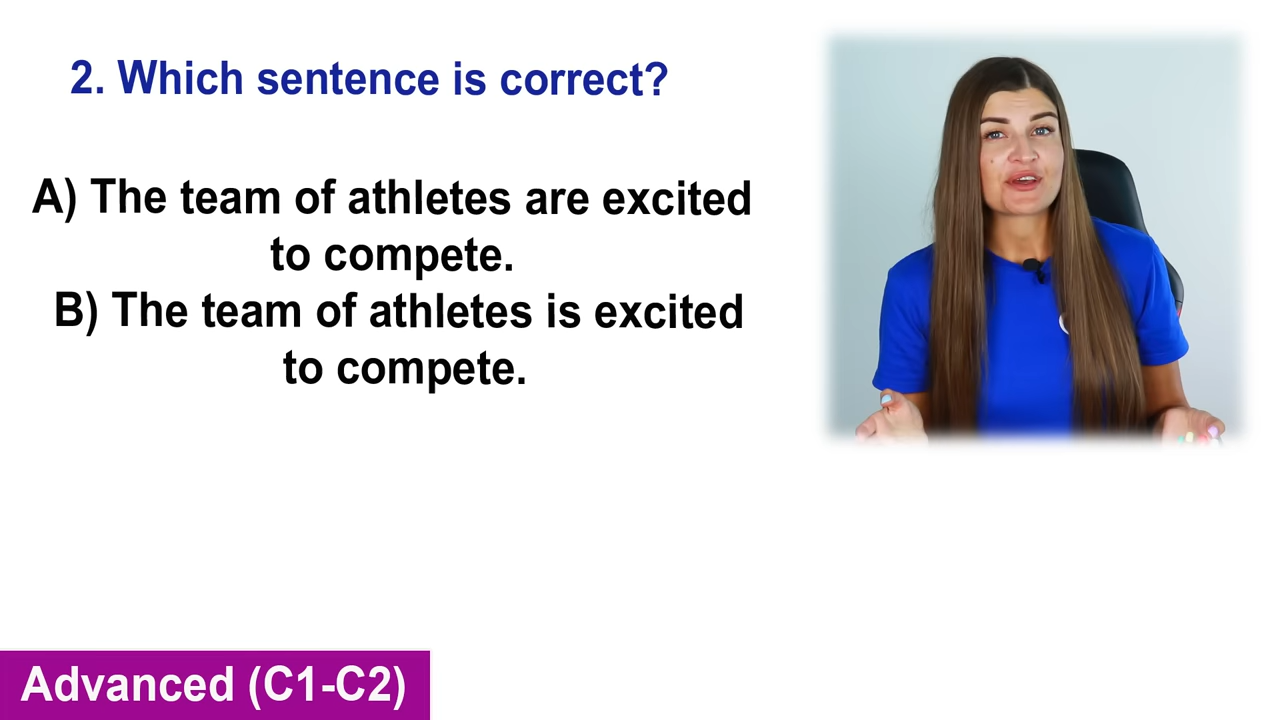 2. Which sentence is correct?
A) The team of athletes are excited
to compete.
B) The team of athletes is excited
to compete.
Advanced (C1-C2)